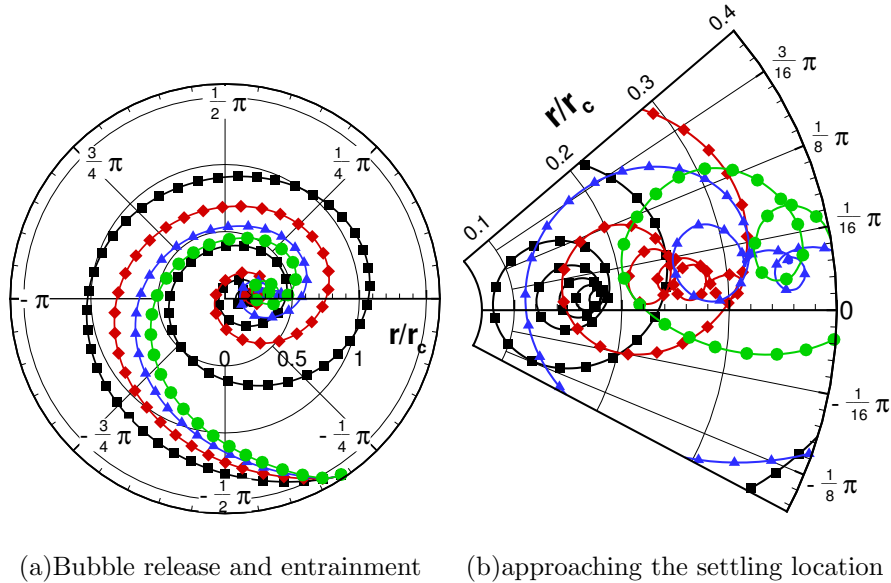 1/2 π
3/4 π
1/4 π
- π
r/r_c
0
0.5
1
- 3/4 π
- 1/4 π
- 1/2 π
0.1
0.2
0.3
0.4
r/r_c
3/16 π
1/8 π
1/16 π
0
- 1/16 π
- 1/8 π
(a)Bubble release and entrainment
(b)approaching the settling location